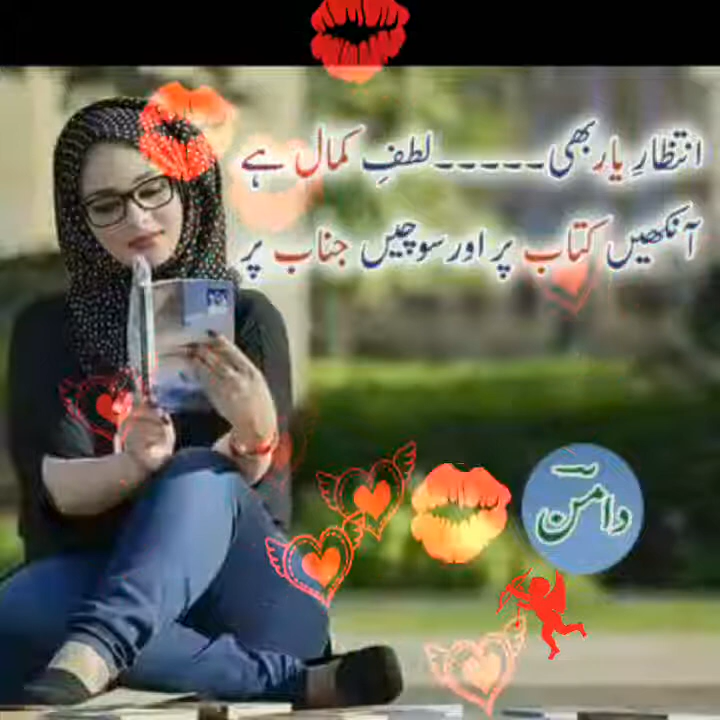 انتظارِ یار بھی۔۔۔۔۔لطفِ کمال ہے
آنکھیں کتاب پر اور سوچیں جناب پر
دامن